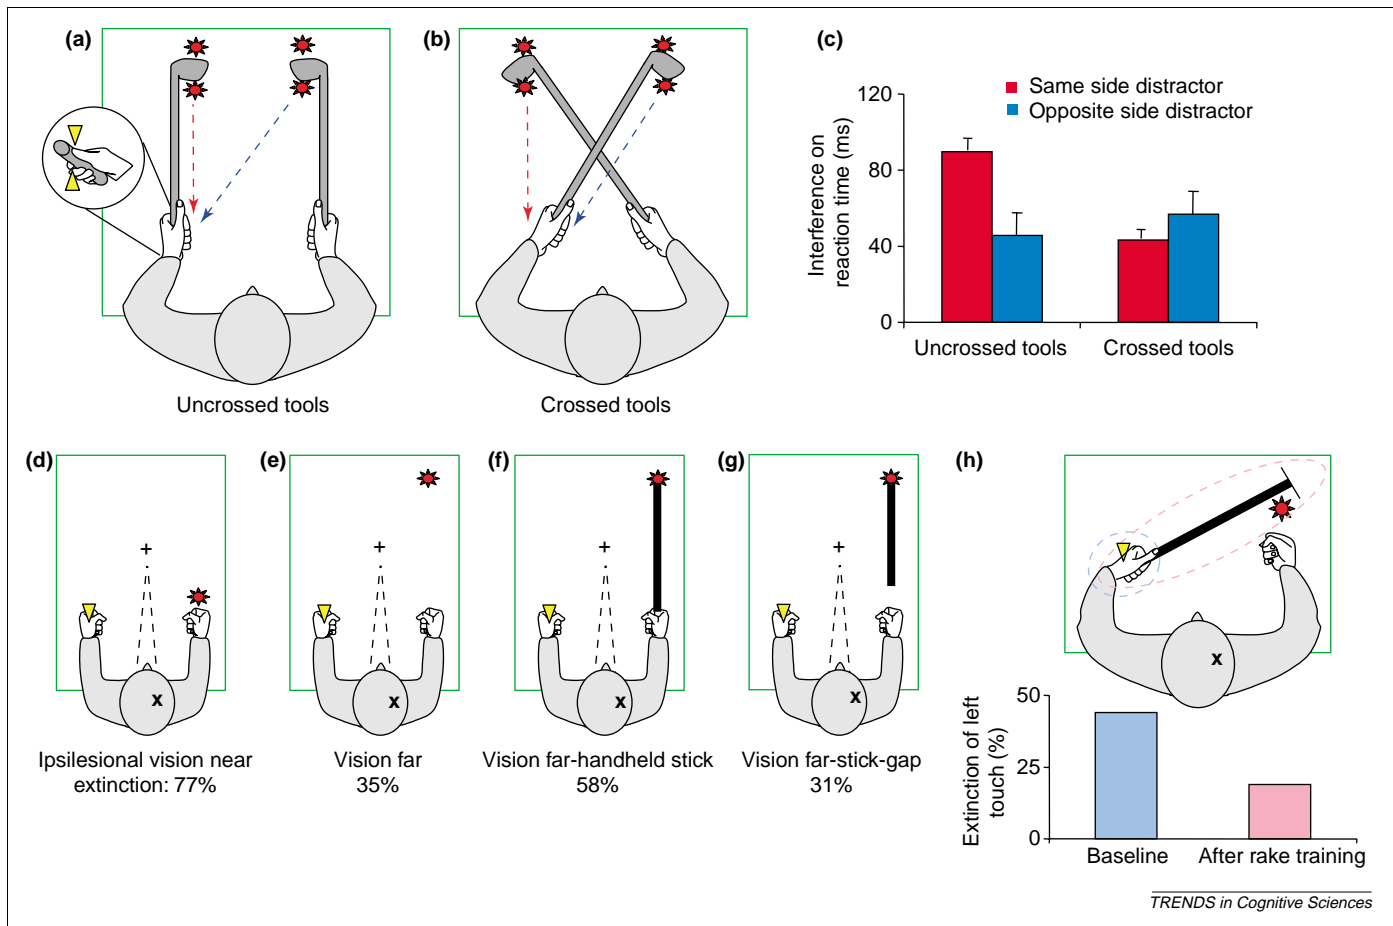 (a)
(b)
Uncrossed tools
Crossed tools
(c)
Same side distractor
Opposite side distractor
Interference on
reaction time (ms)
120
80
40
0
Uncrossed tools
Crossed tools
(d)
+
x
Ipsilesional vision near
extinction: 77%
(e)
+
x
Vision far
35%
(f)
+
x
Vision far-handheld stick
58%
(g)
+
x
Vision far-stick-gap
31%
(h)
x
Extinction of left
touch (%)
50
25
0
Baseline
After rake training
TRENDS in Cognitive Sciences